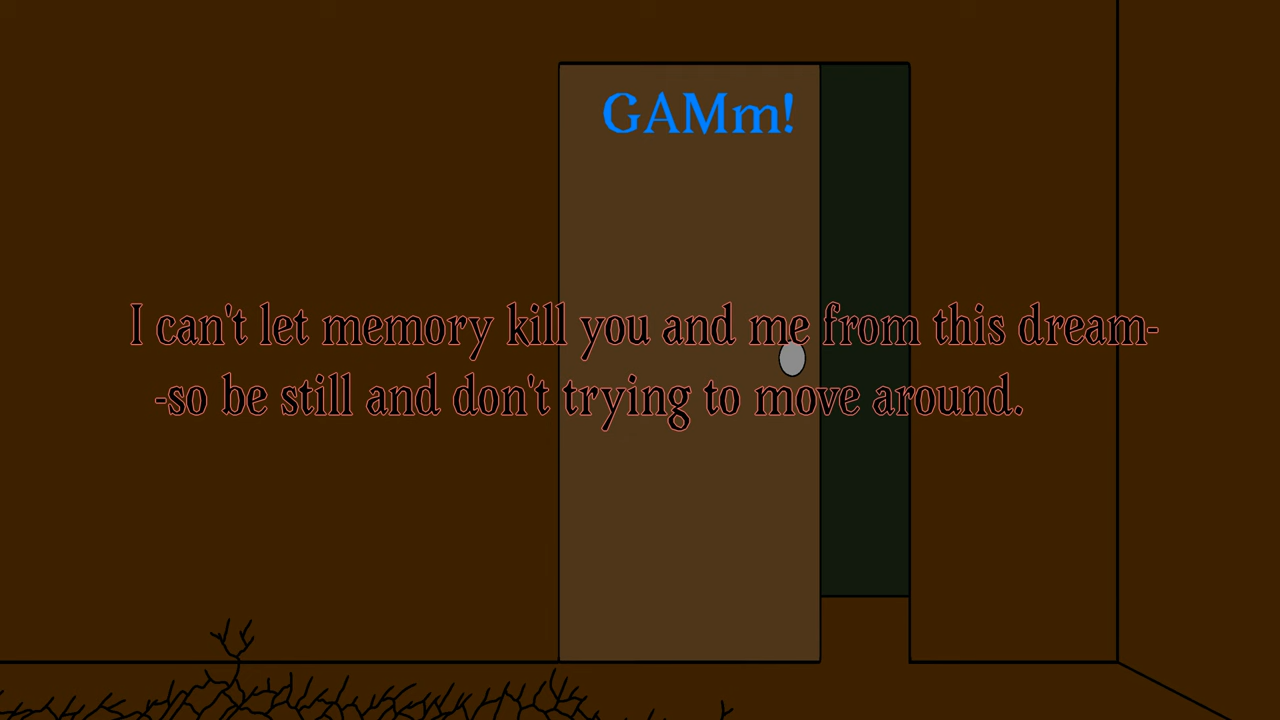 GAMm!
I can't let memory kill you and me from this dream-
-so be still and don't trying to move around.